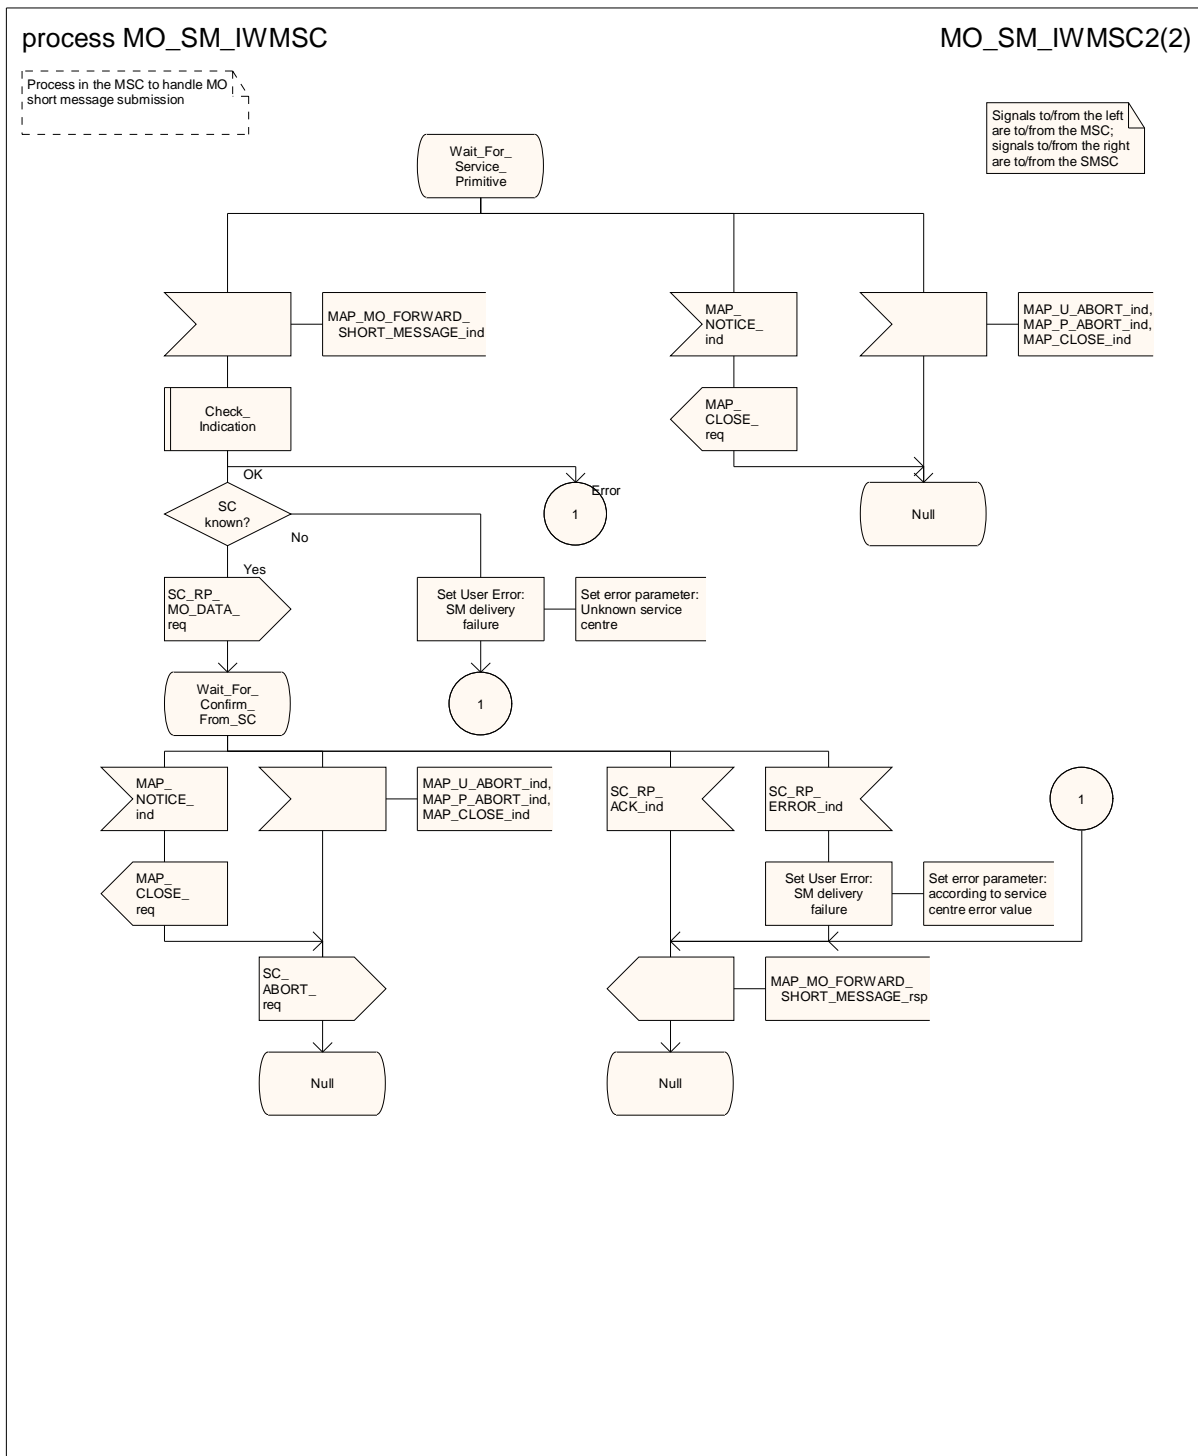 process MO_SM_IWMSC
MO_SM_IWMSC2(2)
Process in the MSC to handle MO
short message submission
Signals to/from the left
are to/from the MSC;
signals to/from the right
are to/from the SMSC
Wait_For_
Service_
Primitive
MAP_MO_FORWARD_
SHORT_MESSAGE_ind
MAP_
NOTICE_
ind
MAP_U_ABORT_ind,
MAP_P_ABORT_ind,
MAP_CLOSE_ind
Check_
Indication
MAP_
CLOSE_
req
OK
Error
SC
known?
1
Null
No
Yes
SC_RP_
MO_DATA_
req
Set User Error:
SM delivery
failure
Set error parameter:
Unknown service
centre
Wait_For_
Confirm_
From_SC
1
MAP_
NOTICE_
ind
MAP_U_ABORT_ind,
MAP_P_ABORT_ind,
MAP_CLOSE_ind
SC_RP_
ACK_ind
SC_RP_
ERROR_ind
1
MAP_
CLOSE_
req
Set User Error:
SM delivery
failure
Set error parameter:
according to service
centre error value
SC_
ABORT_
req
MAP_MO_FORWARD_
SHORT_MESSAGE_rsp
Null
Null